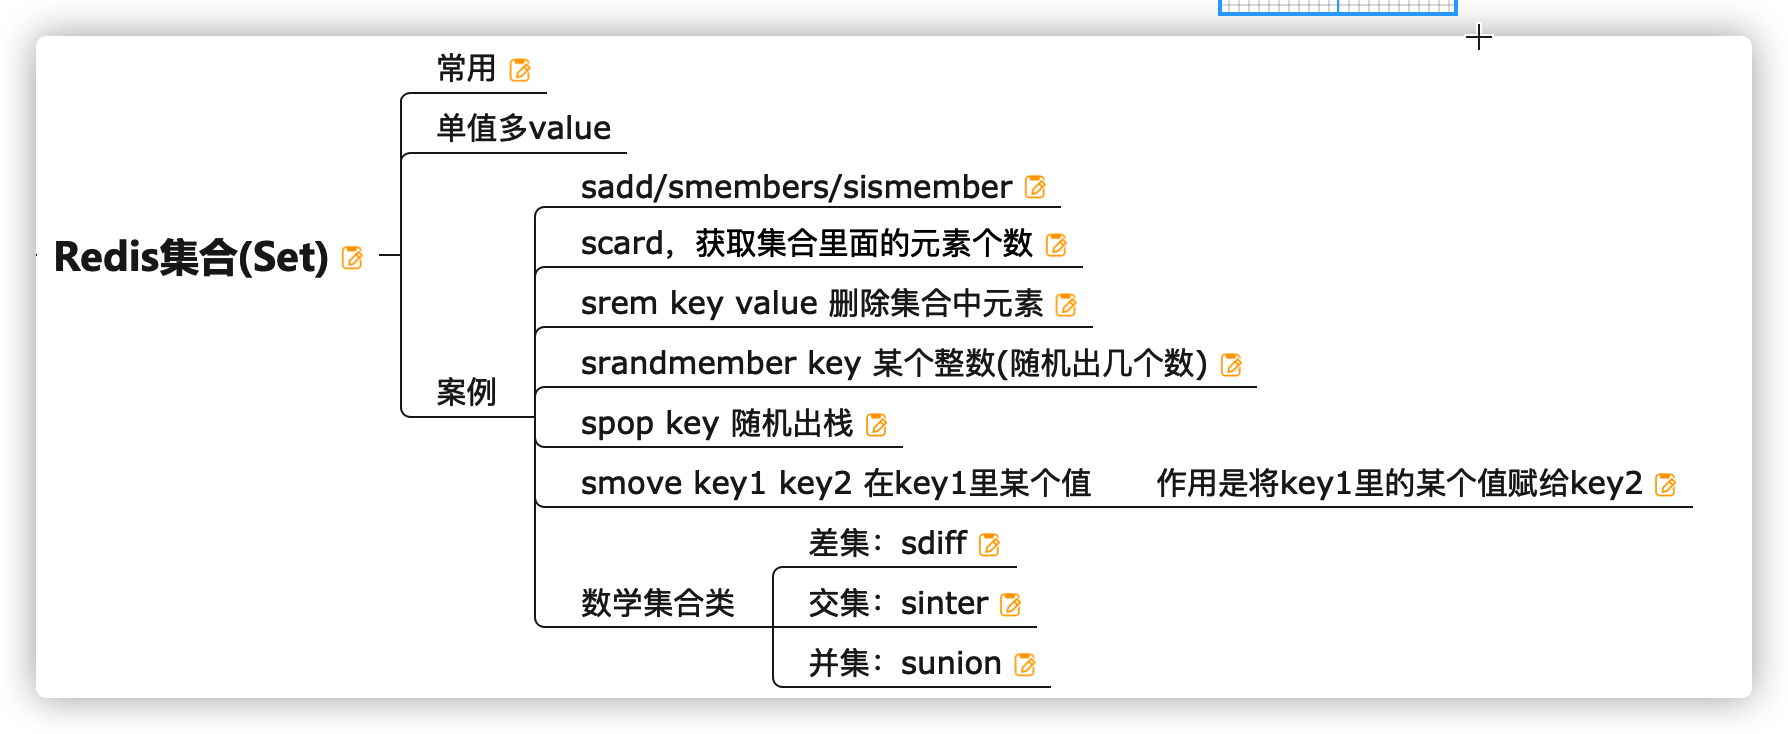 常用
单值多value
sadd/smembers/sismember
scard，获取集合里面的元素个数
Redis集合(Set)
srem key value 删除集合中元素
srandmember key 某个整数(随机出几个数)
案例
spop key 随机出栈
smove key1 key2 在key1里某个值 作用是将key1里的某个值赋给key2
差集：sdiff
数学集合类
交集：sinter
并集：sunion